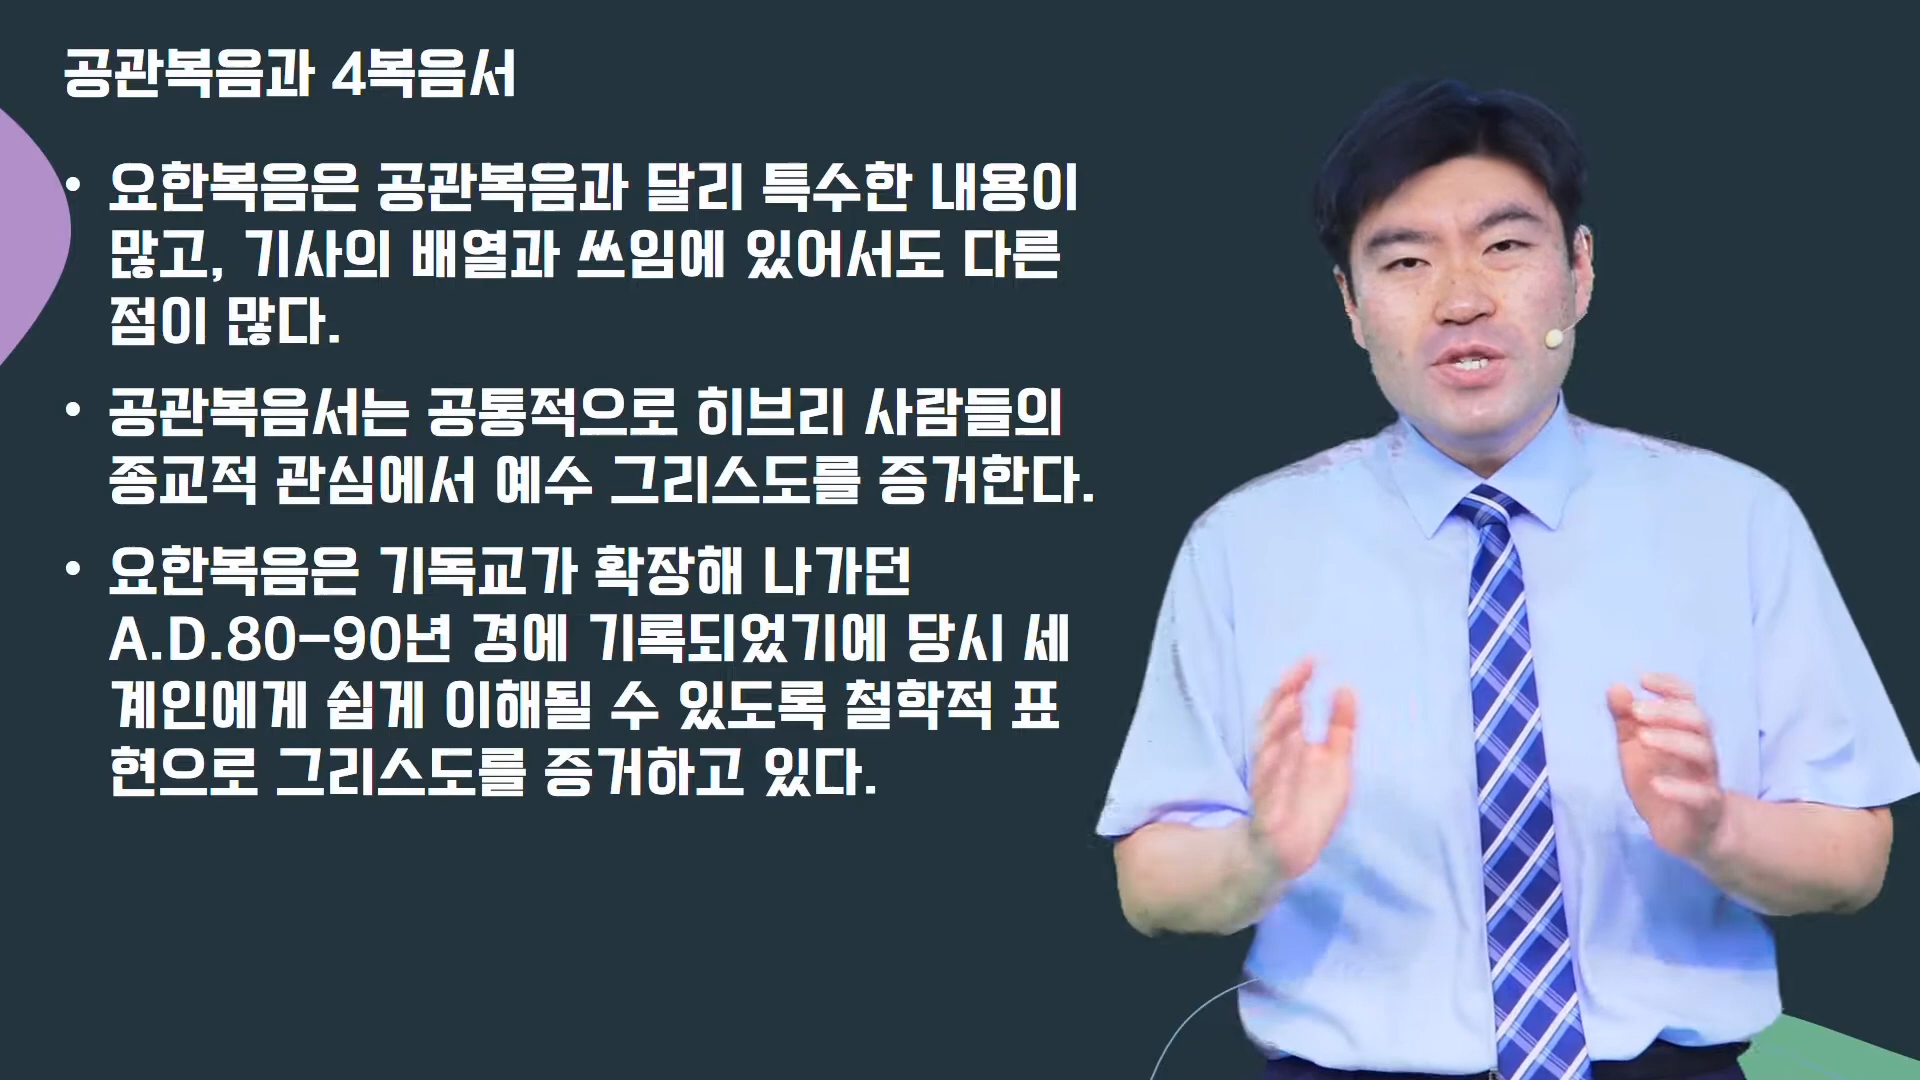 공관복음과 4복음서
• 요한복음은 공관복음과 달리 특수한 내용이
많고, 기사의 배열과 쓰임에 있어서도 다른
점이 많다.
• 공관복음서는 공통적으로 히브리 사람들의
종교적 관심에서 예수 그리스도를 증거한다.
• 요한복음은 기독교가 확장해 나가던
A.D.80-90년 경에 기록되었기에 당시 세
계인에게 쉽게 이해될 수 있도록 철학적 표
현으로 그리스도를 증거하고 있다.